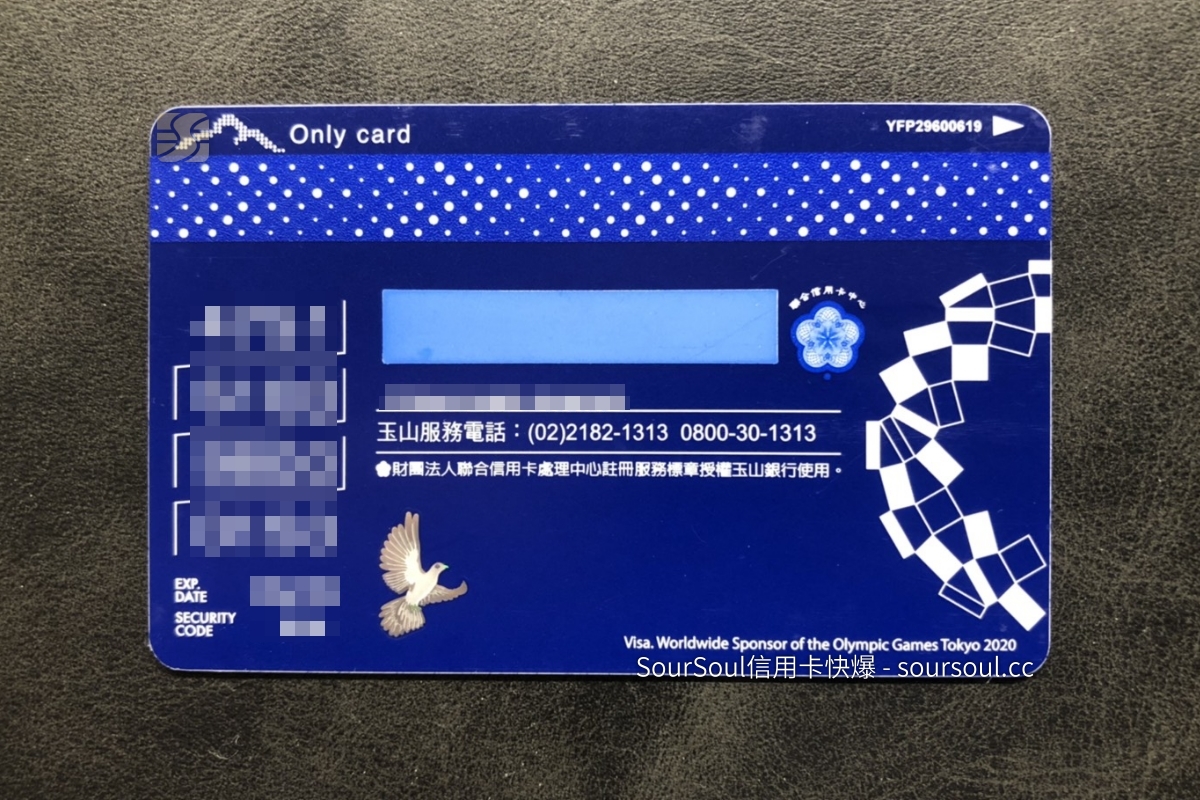 Only card
YFP29600619
聯合信用卡中心
玉山服務電話：(02)2182-1313 0800-30-1313
財團法人聯合信用卡處理中心註冊服務標章授權玉山銀行使用。
EXP.
DATE
SECURITY
CODE
Visa. Worldwide Sponsor of the Olympic Games Tokyo 2020
SourSoul信用卡快爆 - soursoul.cc